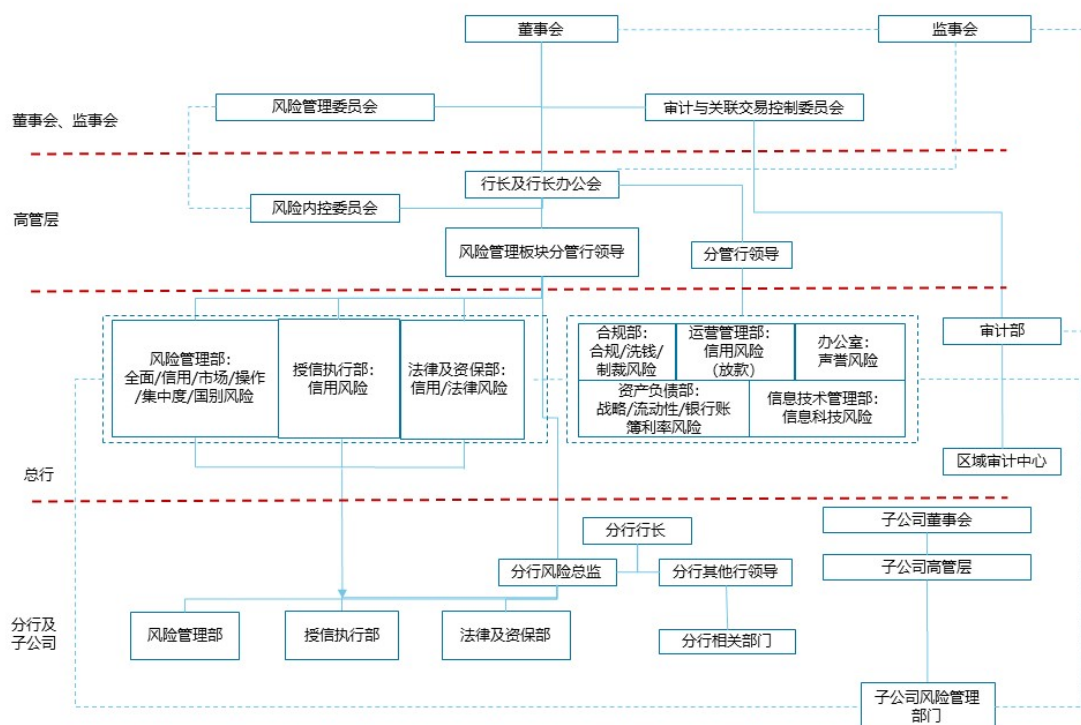 董事会
监事会
风险管理委员会
审计与关联交易控制委员会
董事会、监事会
行长及行长办公会
风险内控委员会
高管层
风险管理板块分管行领导
分管行领导
风险管理部：
全面/信用/市场/操作
/集中度/国别风险
授信执行部：
信用风险
法律及资保部：
信用/法律风险
合规部：
合规/洗钱/
制裁风险
运营管理部：
信用风险
（放款）
办公室：
声誉风险
资产负债部：
战略/流动性/银行账
簿利率风险
信息技术管理部：
信息科技风险
审计部
区域审计中心
总行
分行行长
分行风险总监
分行其他行领导
子公司董事会
子公司高管层
分行及
子公司
风险管理部
授信执行部
法律及资保部
分行相关部门
子公司风险管理
部门